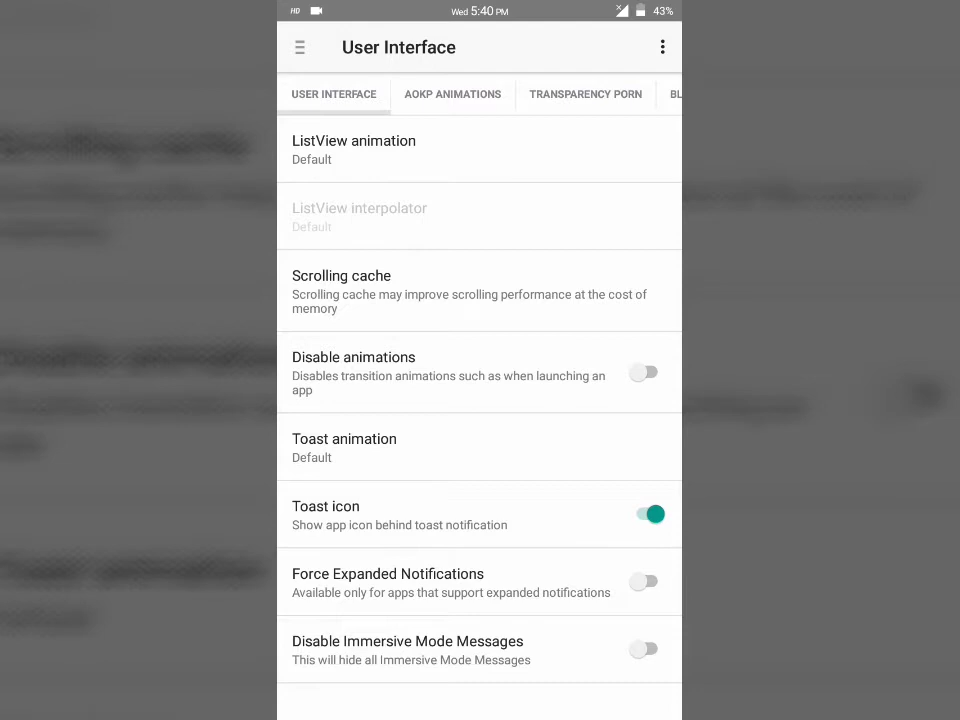 HD
Wed 5:40 PM
43%
User Interface
USER INTERFACE
AOKP ANIMATIONS
TRANSPARENCY PORN
BL
ListView animation
Default
ListView interpolator
Default
Scrolling cache
Scrolling cache may improve scrolling performance at the cost of
memory
Disable animations
Disables transition animations such as when launching an
app
Toast animation
Default
Toast icon
Show app icon behind toast notification
Force Expanded Notifications
Available only for apps that support expanded notifications
Disable Immersive Mode Messages
This will hide all Immersive Mode Messages